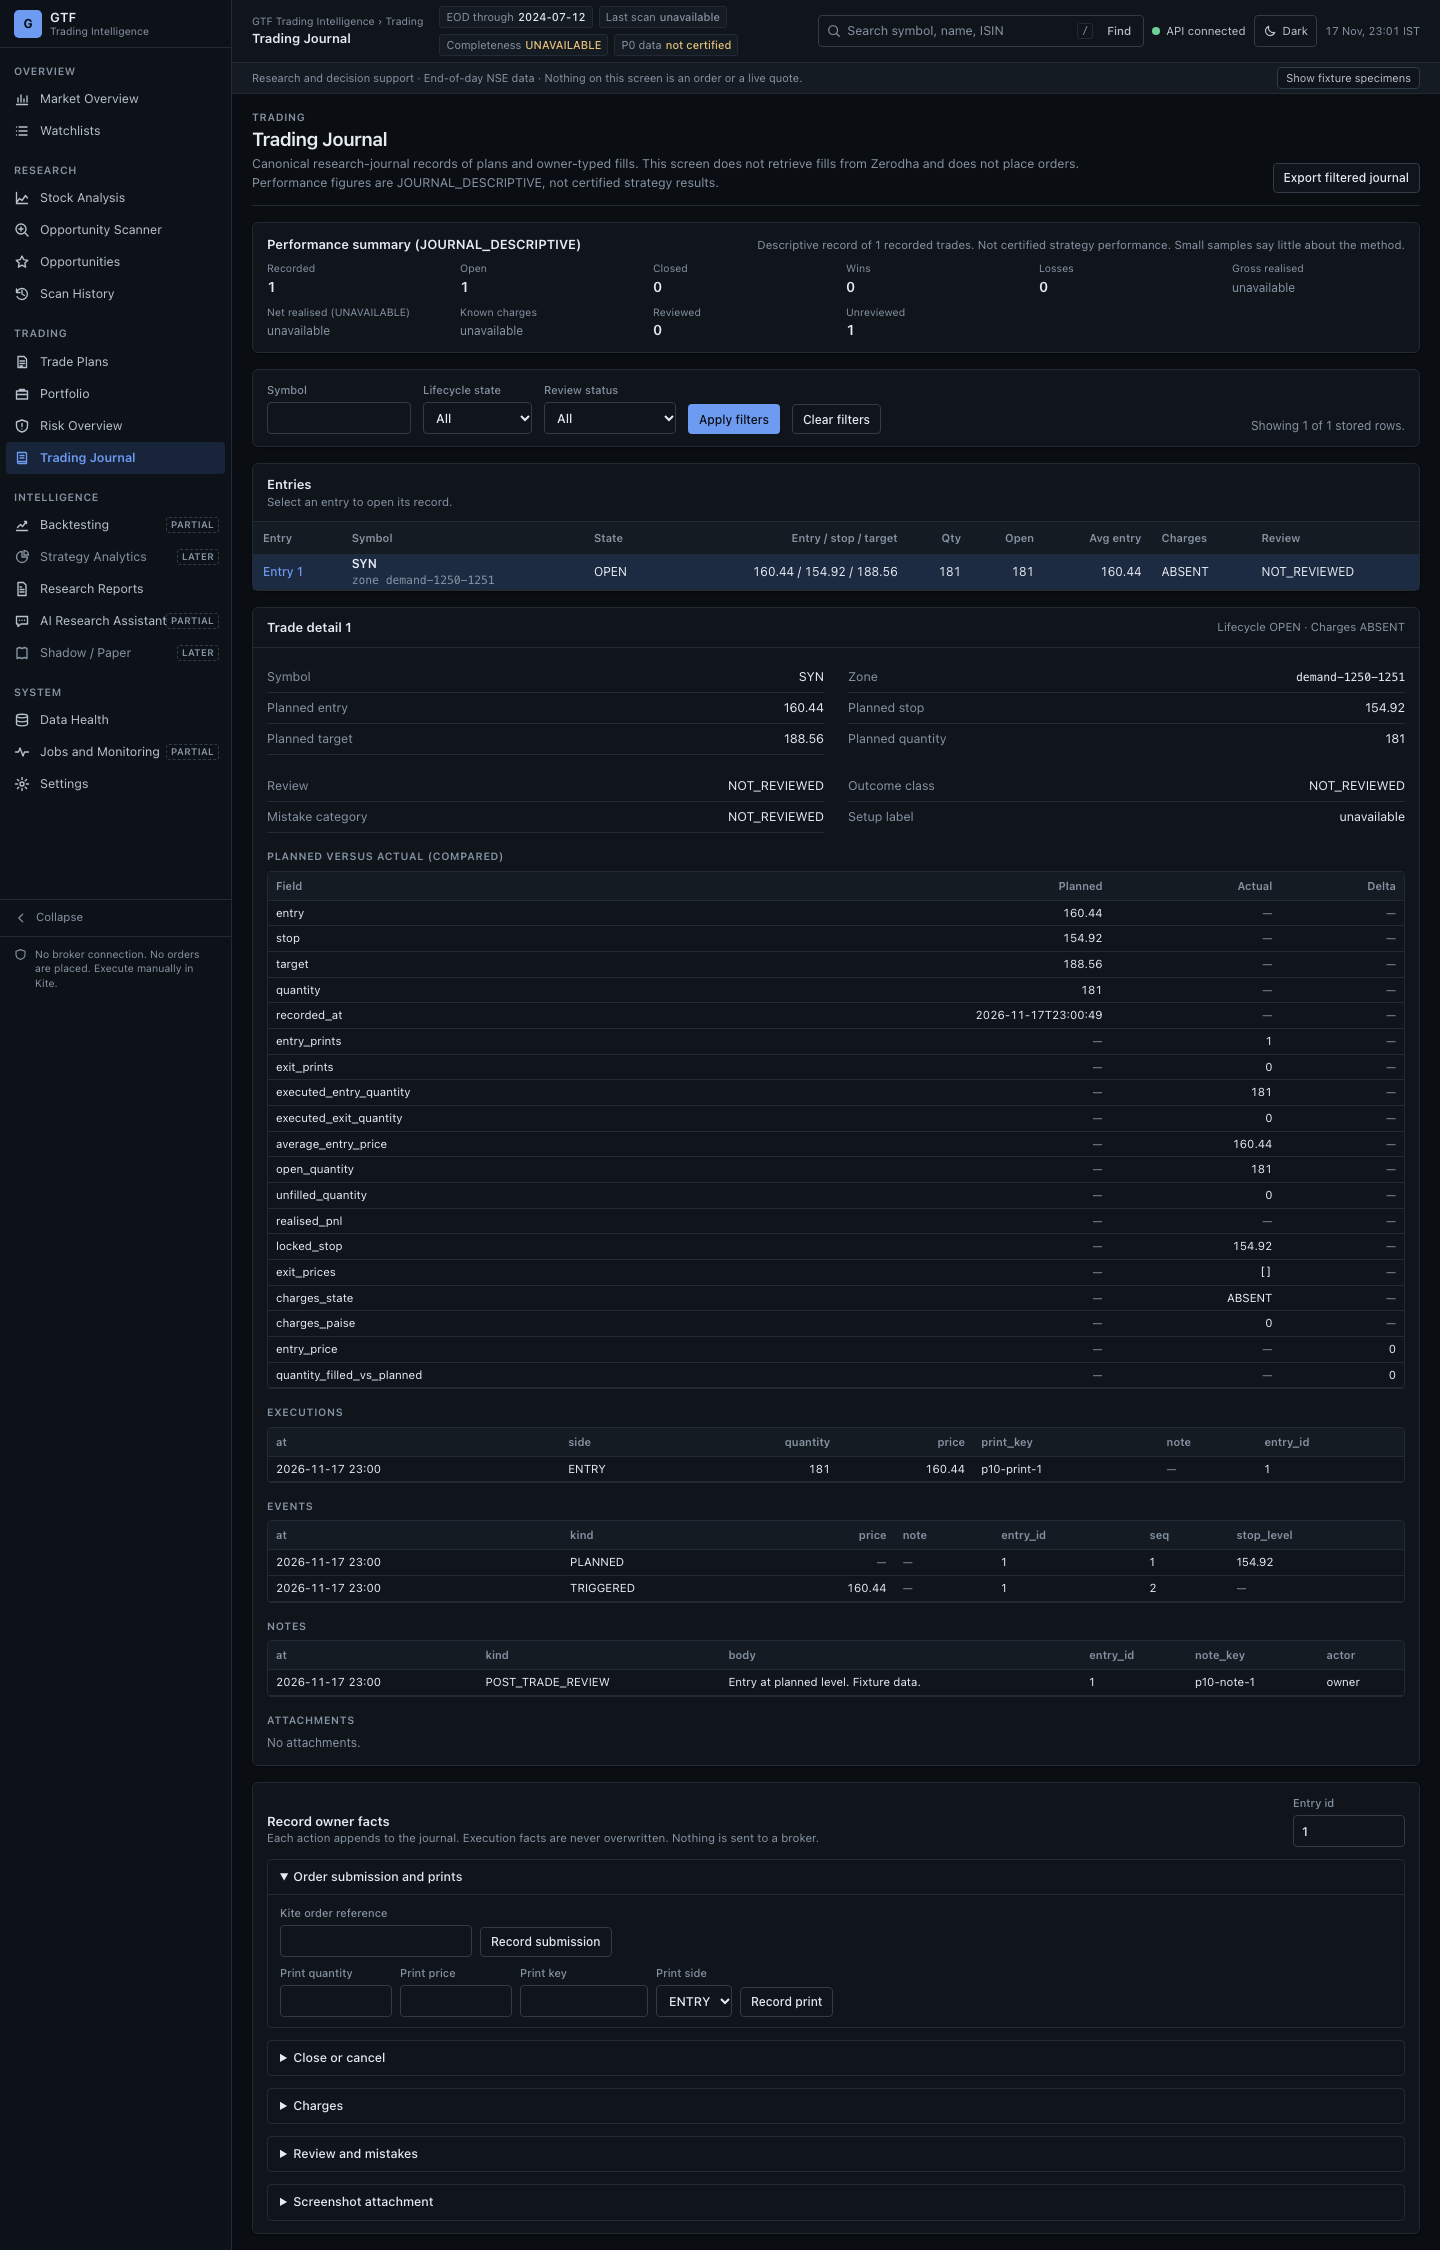 G
GTF
Trading Intelligence
OVERVIEW
Market Overview
Watchlists
RESEARCH
Stock Analysis
Opportunity Scanner
Opportunities
Scan History
TRADING
Trade Plans
Portfolio
Risk Overview
Trading Journal
INTELLIGENCE
Backtesting PARTIAL
Strategy Analytics LATER
Research Reports
AI Research Assistant PARTIAL
Shadow / Paper LATER
SYSTEM
Data Health
Jobs and Monitoring PARTIAL
Settings
Collapse
No broker connection. No orders
are placed. Execute manually in
Kite.
GTF Trading Intelligence › Trading
Trading Journal
EOD through 2024-07-12 Last scan unavailable
Completeness UNAVAILABLE P0 data not certified
Search symbol, name, ISIN / Find
API connected
Dark
17 Nov, 23:01 IST
Research and decision support · End-of-day NSE data · Nothing on this screen is an order or a live quote.
Show fixture specimens
TRADING
Trading Journal
Canonical research-journal records of plans and owner-typed fills. This screen does not retrieve fills from Zerodha and does not place orders.
Performance figures are JOURNAL_DESCRIPTIVE, not certified strategy results.
Export filtered journal
Performance summary (JOURNAL_DESCRIPTIVE) Descriptive record of 1 recorded trades. Not certified strategy performance. Small samples say little about the method.
Recorded Open Closed Wins Losses Gross realised
1 1 0 0 0 unavailable
Net realised (UNAVAILABLE) Known charges Reviewed Unreviewed
unavailable unavailable 0 1
Symbol Lifecycle state Review status
All All Apply filters Clear filters Showing 1 of 1 stored rows.
Entries
Select an entry to open its record.
Entry Symbol State Entry / stop / target Qty Open Avg entry Charges Review
Entry 1 SYN OPEN 160.44 / 154.92 / 188.56 181 181 160.44 ABSENT NOT_REVIEWED
zone demand-1250-1251
Trade detail 1 Lifecycle OPEN · Charges ABSENT
Symbol SYN Zone demand-1250-1251
Planned entry 160.44 Planned stop 154.92
Planned target 188.56 Planned quantity 181
Review NOT_REVIEWED Outcome class NOT_REVIEWED
Mistake category NOT_REVIEWED Setup label unavailable
PLANNED VERSUS ACTUAL (COMPARED)
Field Planned Actual Delta
entry 160.44 — —
stop 154.92 — —
target 188.56 — —
quantity 181 — —
recorded_at 2026-11-17T23:00:49 — —
entry_prints — 1 —
exit_prints — 0 —
executed_entry_quantity — 181 —
executed_exit_quantity — 0 —
average_entry_price — 160.44 —
open_quantity — 181 —
unfilled_quantity — 0 —
realised_pnl — — —
locked_stop — 154.92 —
exit_prices — [] —
charges_state — ABSENT —
charges_paise — 0 —
entry_price — — 0
quantity_filled_vs_planned — — 0
EXECUTIONS
at side quantity price print_key note entry_id
2026-11-17 23:00 ENTRY 181 160.44 p10-print-1 — 1
EVENTS
at kind price note entry_id seq stop_level
2026-11-17 23:00 PLANNED — — 1 1 154.92
2026-11-17 23:00 TRIGGERED 160.44 — 1 2 —
NOTES
at kind body entry_id note_key actor
2026-11-17 23:00 POST_TRADE_REVIEW Entry at planned level. Fixture data. 1 p10-note-1 owner
ATTACHMENTS
No attachments.
Entry id
Record owner facts
1
Each action appends to the journal. Execution facts are never overwritten. Nothing is sent to a broker.
▼ Order submission and prints
Kite order reference
Record submission
Print quantity Print price Print key Print side
ENTRY Record print
▶ Close or cancel
▶ Charges
▶ Review and mistakes
▶ Screenshot attachment